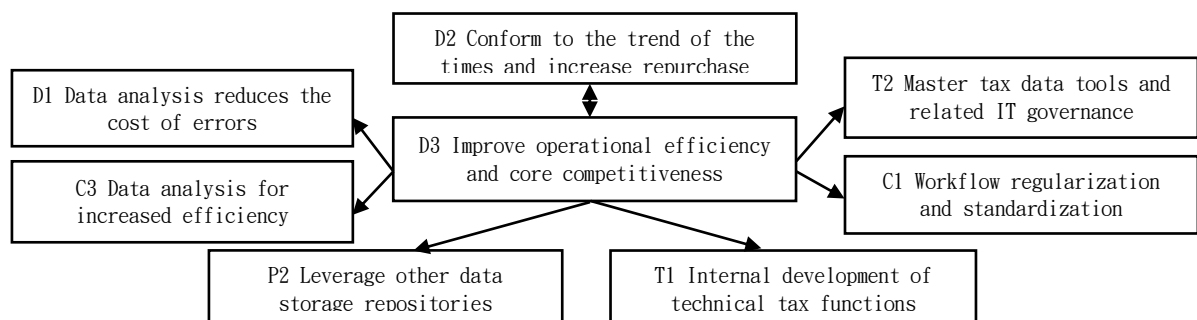 D2 Conform to the trend of the
times and increase repurchase
D1 Data analysis reduces the
cost of errors
T2 Master tax data tools and
related IT governance
D3 Improve operational efficiency
and core competitiveness
C3 Data analysis for
increased efficiency
C1 Workflow regularization
and standardization
P2 Leverage other data
storage repositories
T1 Internal development of
technical tax functions